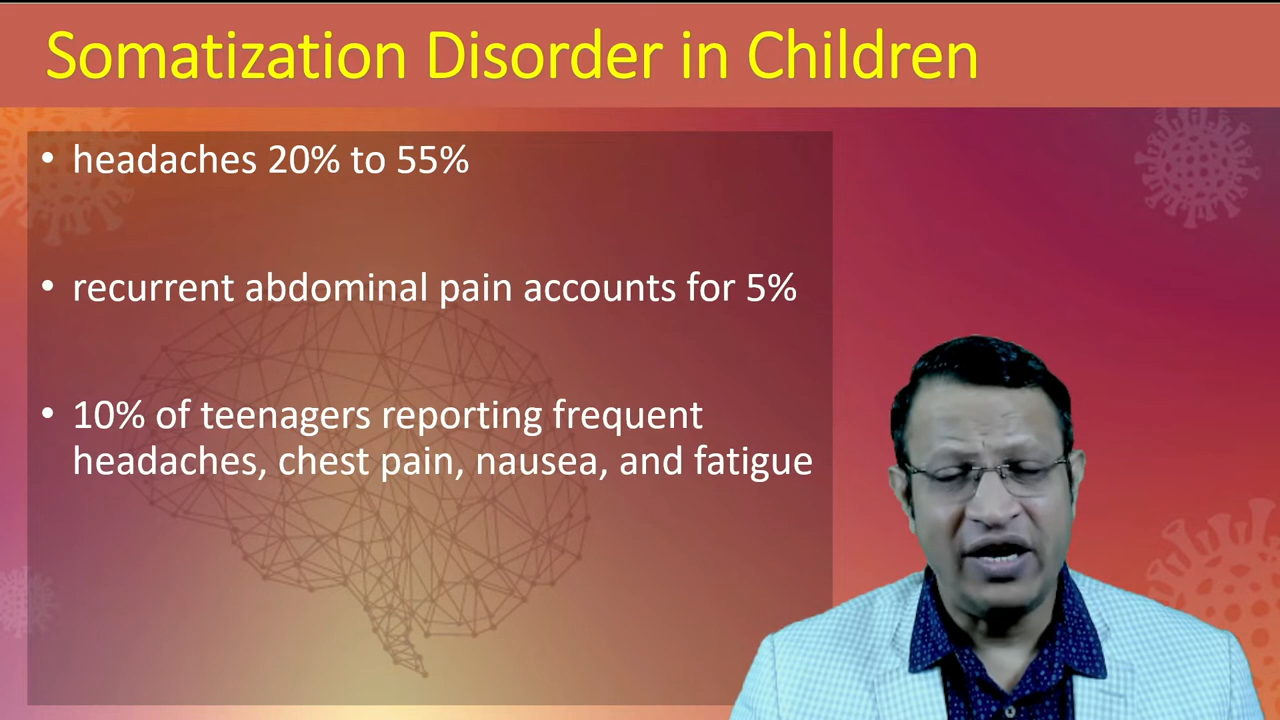 Somatization Disorder in Children
• headaches 20% to 55%
• recurrent abdominal pain accounts for 5%
• 10% of teenagers reporting frequent
headaches, chest pain, nausea, and fatigue